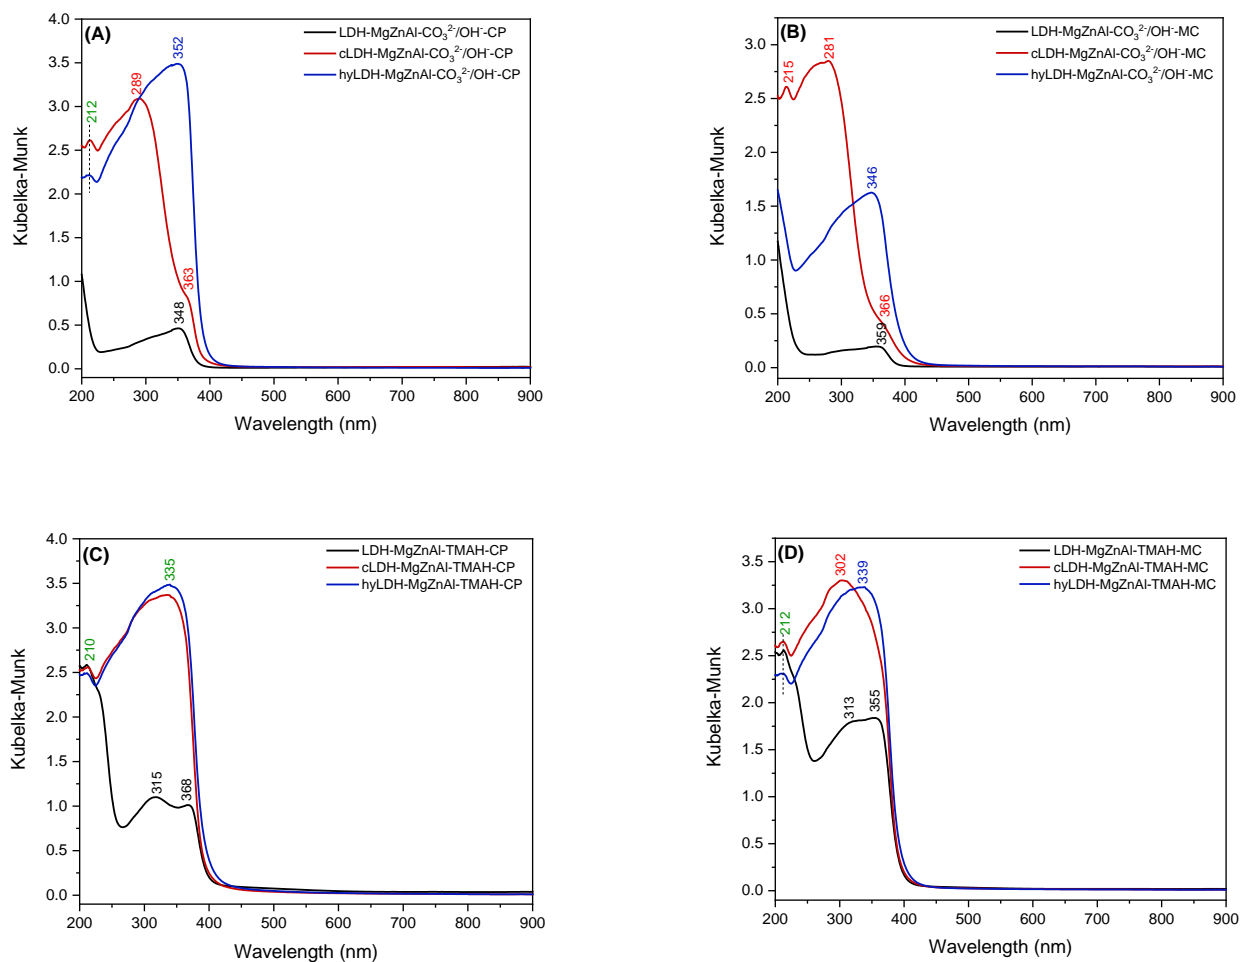 (A)
LDH-MgZnAl-CO₃²⁻/OH⁻-CP
cLDH-MgZnAl-CO₃²⁻/OH⁻-CP
hyLDH-MgZnAl-CO₃²⁻/OH⁻-CP
212
289
352
363
348
4.0
3.5
3.0
2.5
2.0
1.5
1.0
0.5
0.0
Kubelka-Munk
200 300 400 500 600 700 800 900
Wavelength (nm)
(B)
LDH-MgZnAl-CO₃²⁻/OH⁻-MC
cLDH-MgZnAl-CO₃²⁻/OH⁻-MC
hyLDH-MgZnAl-CO₃²⁻/OH⁻-MC
215
281
346
366
359
3.0
2.5
2.0
1.5
1.0
0.5
0.0
Kubelka-Munk
200 300 400 500 600 700 800 900
Wavelength (nm)
(C)
LDH-MgZnAl-TMAH-CP
cLDH-MgZnAl-TMAH-CP
hyLDH-MgZnAl-TMAH-CP
210
335
315
368
4.0
3.5
3.0
2.5
2.0
1.5
1.0
0.5
0.0
Kubelka-Munk
200 300 400 500 600 700 800 900
Wavelength (nm)
(D)
LDH-MgZnAl-TMAH-MC
cLDH-MgZnAl-TMAH-MC
hyLDH-MgZnAl-TMAH-MC
212
302
339
313
355
3.5
3.0
2.5
2.0
1.5
1.0
0.5
0.0
Kubelka-Munk
200 300 400 500 600 700 800 900
Wavelength (nm)